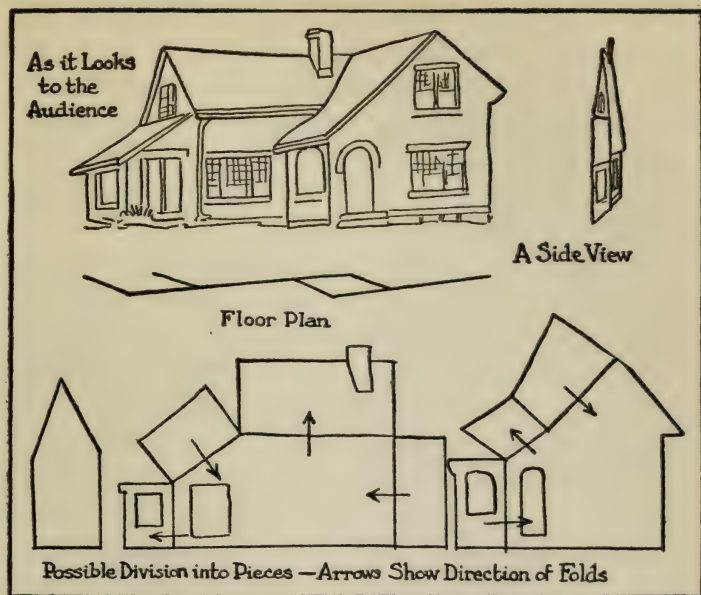 As it Looks
to the
Audience
A Side View
Floor Plan
Possible Division into Pieces—Arrows Show Direction of Folds